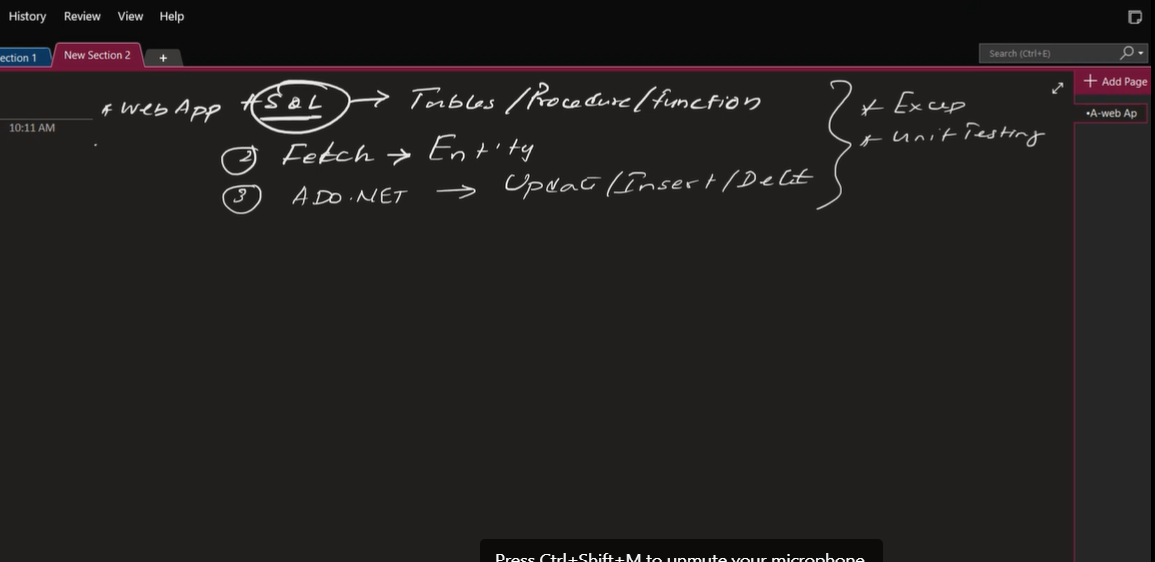 History Review View Help
ection 1 New Section 2 +
Search (Ctrl+E)
+ Add Page
* Web App * SQL → Tables / Procedure / function
* Excep
•A-web Ap
10:11 AM
* Unit Testing
② Fetch → Entity
③ ADO.NET → Update / Insert / Delet
Press Ctrl+Shift+M to unmute your microphone